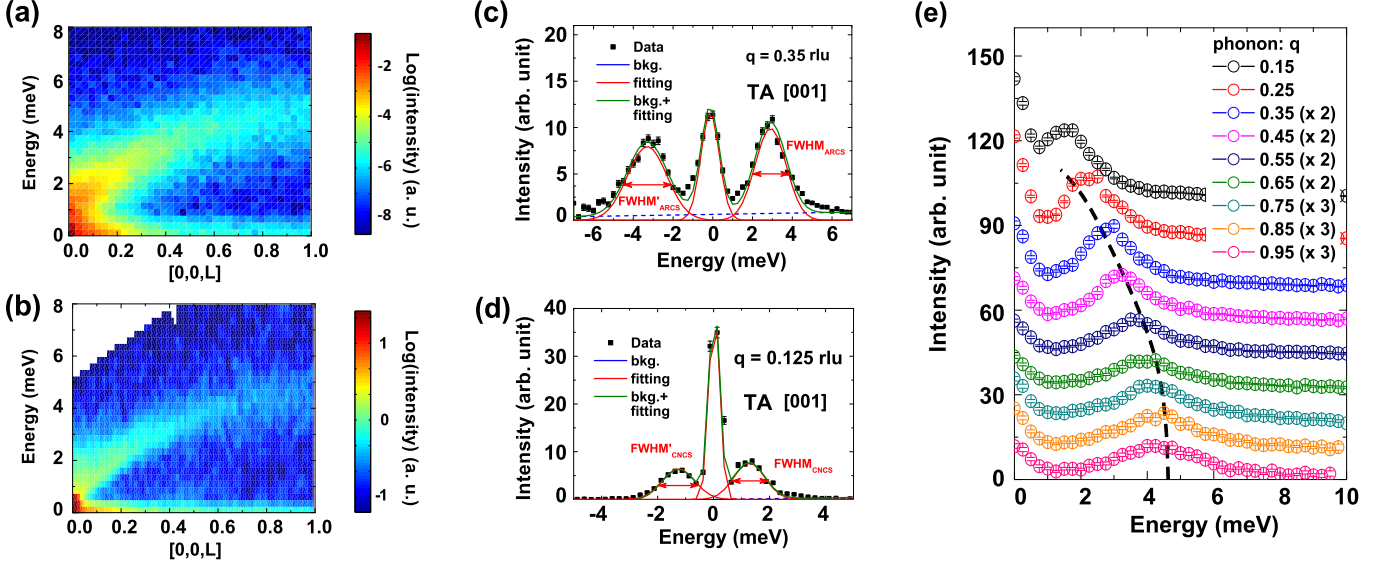 (a)
8
6
4
2
0
Energy (meV)
0.0 0.2 0.4 0.6 0.8 1.0
[0,0,L]
-2
-4
-6
-8
Log(intensity) (a. u.)
(b)
8
6
4
2
0
Energy (meV)
0.0 0.2 0.4 0.6 0.8 1.0
[0,0,L]
1
0
-1
Log(intensity) (a. u.)
(c)
20
15
10
5
0
Intensity (arb. unit)
Data
bkg.
fitting
bkg.+
fitting
q = 0.35 rlu
TA [001]
FWHM'ARCS
FWHMARCS
-6 -4 -2 0 2 4 6
Energy (meV)
(d)
40
30
20
10
0
Intensity (arb. unit)
Data
bkg.
fitting
bkg.+
fitting
q = 0.125 rlu
TA [001]
FWHM'CNCS
FWHMCNCS
-4 -2 0 2 4
Energy (meV)
(e)
150
120
90
60
30
0
Intensity (arb. unit)
phonon: q
0.15
0.25
0.35 (x 2)
0.45 (x 2)
0.55 (x 2)
0.65 (x 2)
0.75 (x 3)
0.85 (x 3)
0.95 (x 3)
0 2 4 6 8 10
Energy (meV)